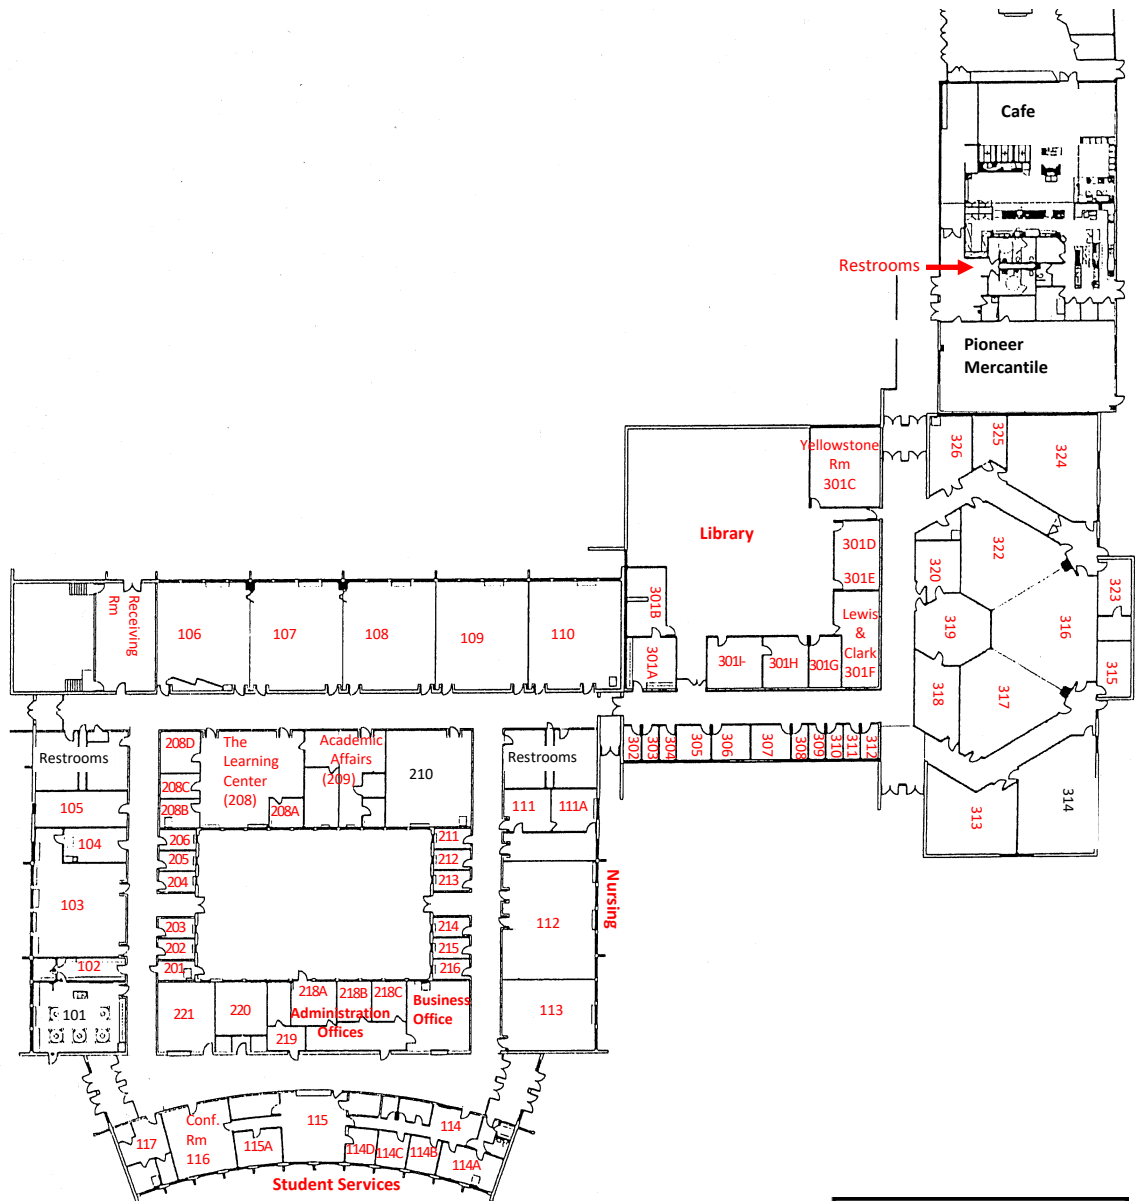 Cafe
Restrooms
Pioneer
Mercantile
326
325
324
Yellowstone
Rm
301C
Library
301D
301E
322
320
323
301B
Lewis
&
Clark
301F
319
316
Receiving
Rm
106
107
108
109
110
301A
301I-
301H
301G
318
317
315
302
303
304
305
306
307
308
309
310
311
312
Restrooms
208D
The
Learning
Center
(208)
Academic
Affairs
(209)
210
Restrooms
208C
208B
208A
105
111
111A
313
314
104
206
205
204
211
212
213
103
Nursing
112
203
202
201
214
215
216
102
101
221
220
218A
218B
218C
Administration
Offices
219
Business
Office
113
117
Conf.
Rm
116
115A
115
114
114D
114C
114B
114A
Student Services